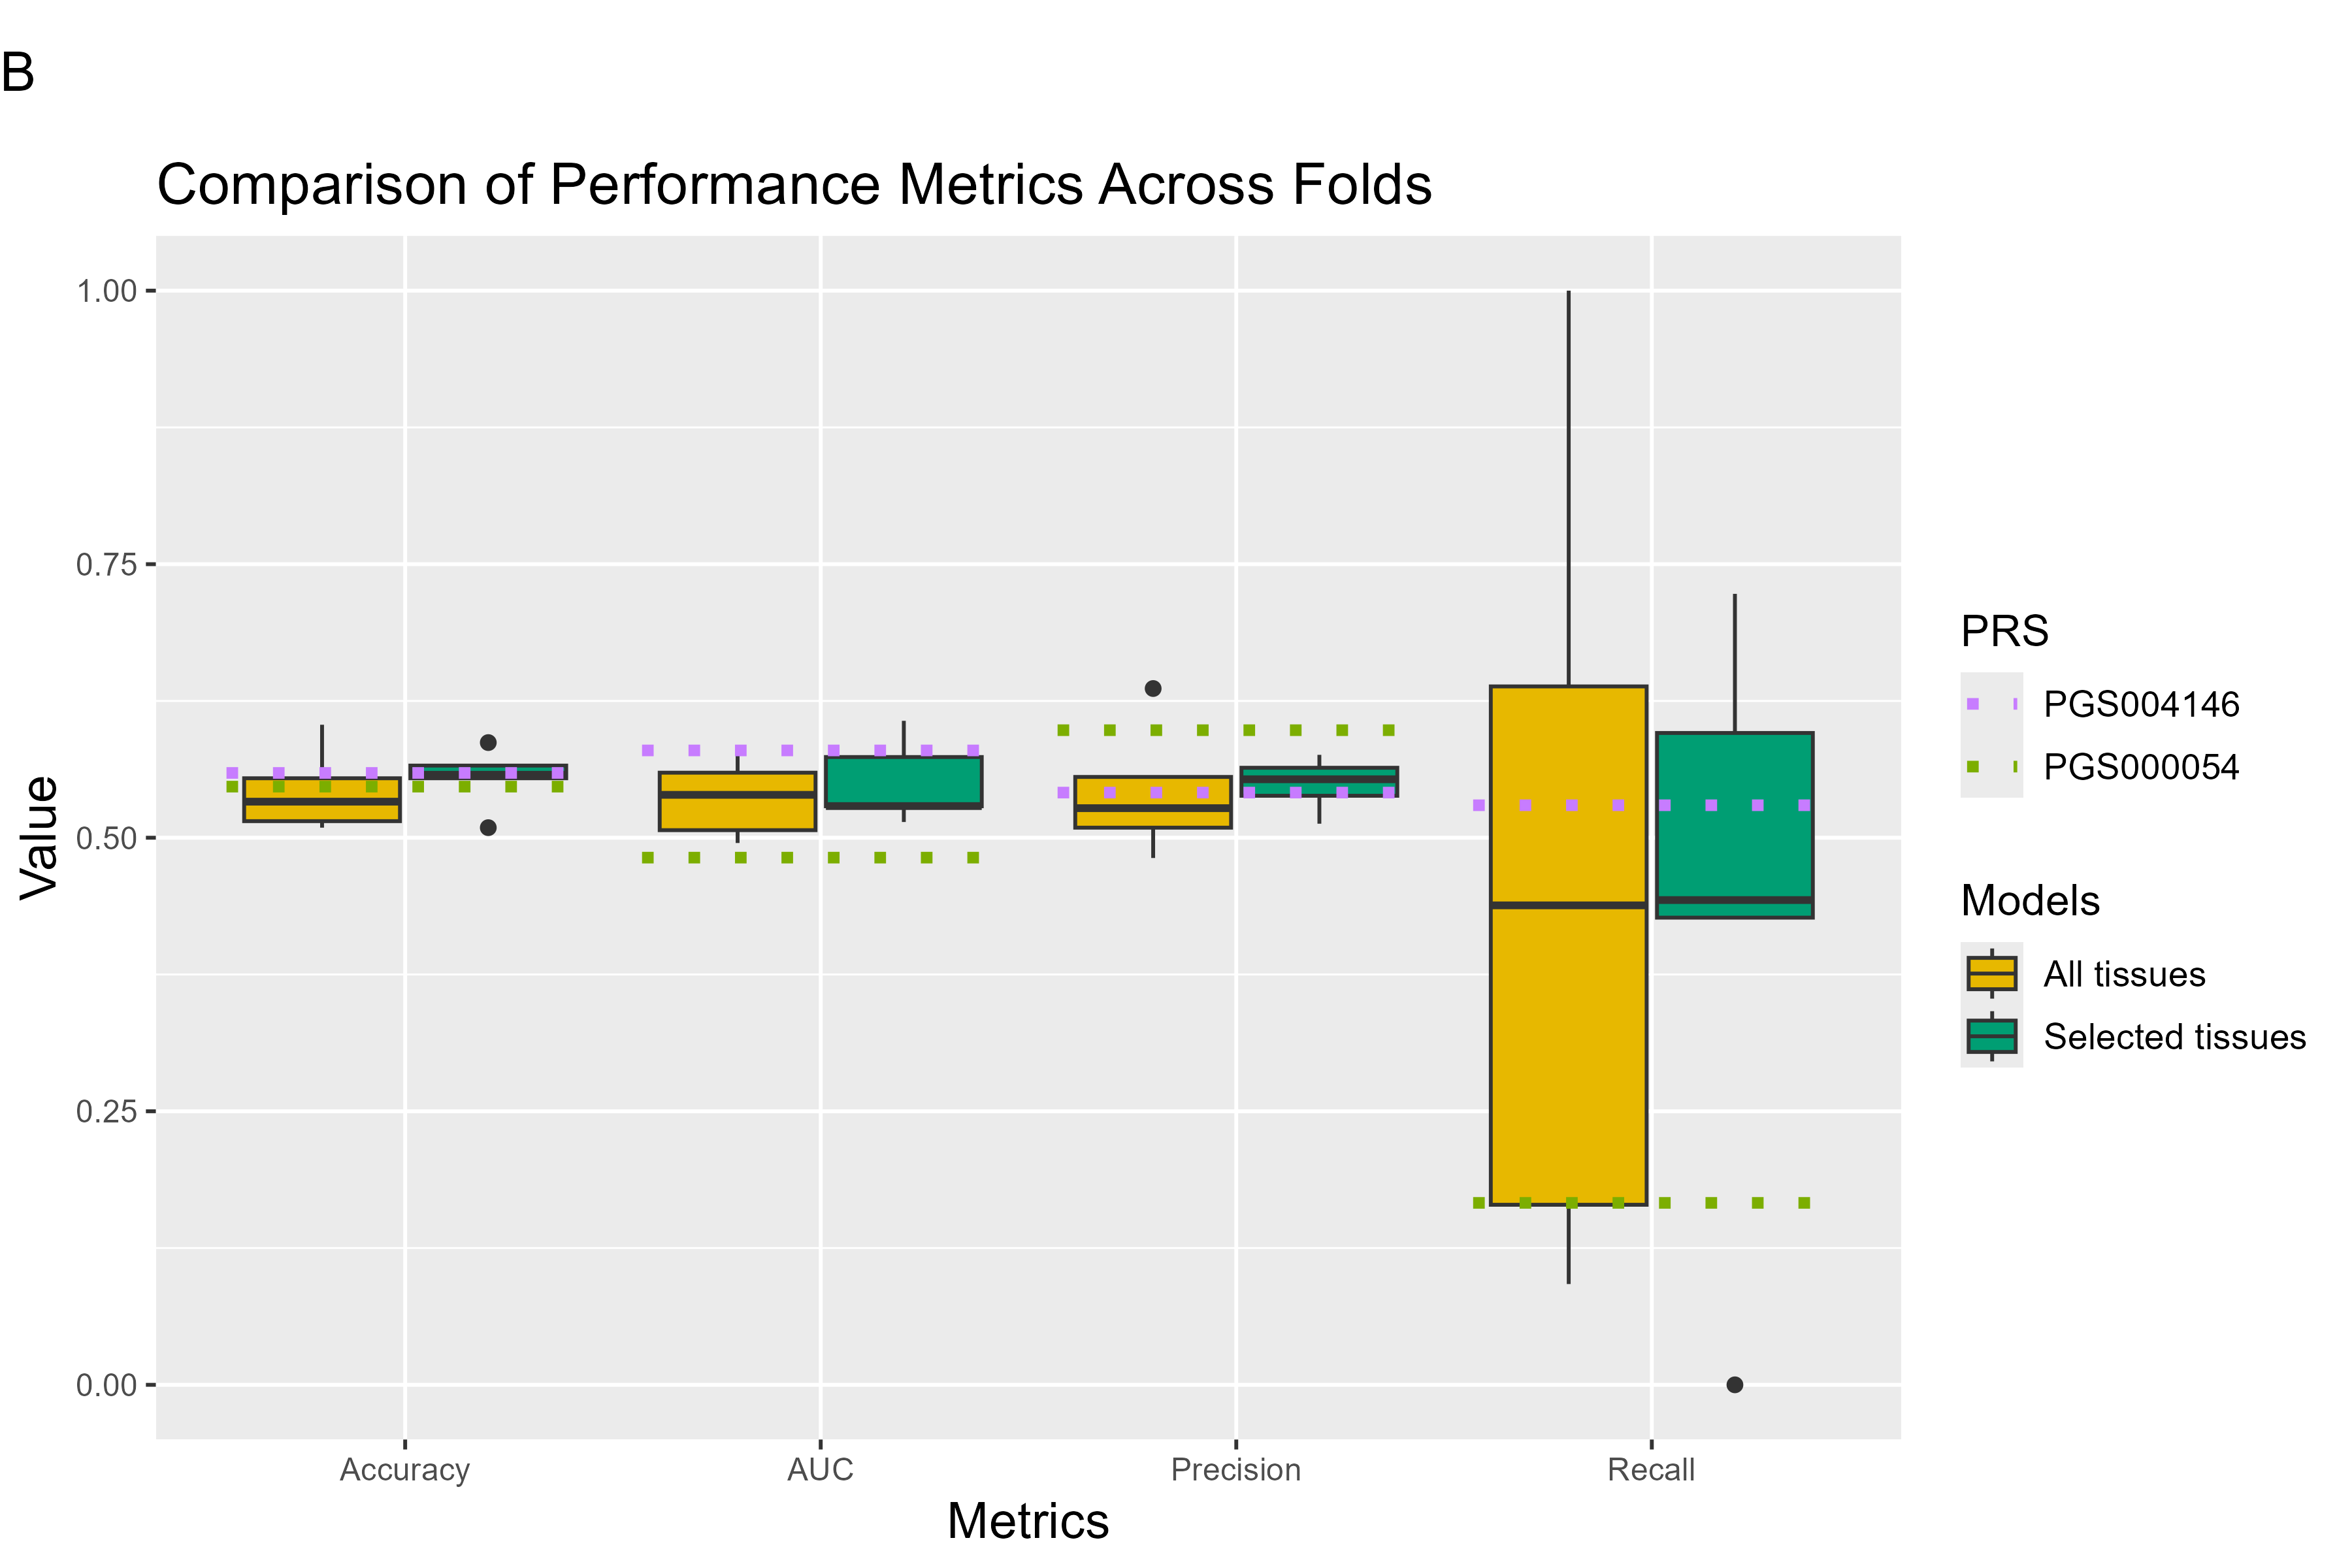 B
Comparison of Performance Metrics Across Folds
Value
1.00
0.75
0.50
0.25
0.00
Accuracy
AUC
Precision
Recall
Metrics
PRS
PGS004146
PGS000054
Models
All tissues
Selected tissues